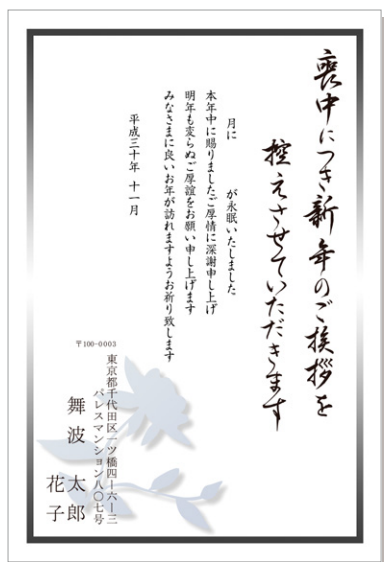 喪中につき新年のご挨拶を
控えさせていただきます
月に　　　が永眠いたしました
本年中に賜りましたご厚情に深謝申し上げ
明年も変らぬご厚誼をお願い申し上げます
みなさまに良いお年が訪れますようお祈り致します
平成三十年 十一月
〒100-0003
東京都千代田区一ツ橋四-六-三
パレスマンション八〇七号
舞波 太郎
花子